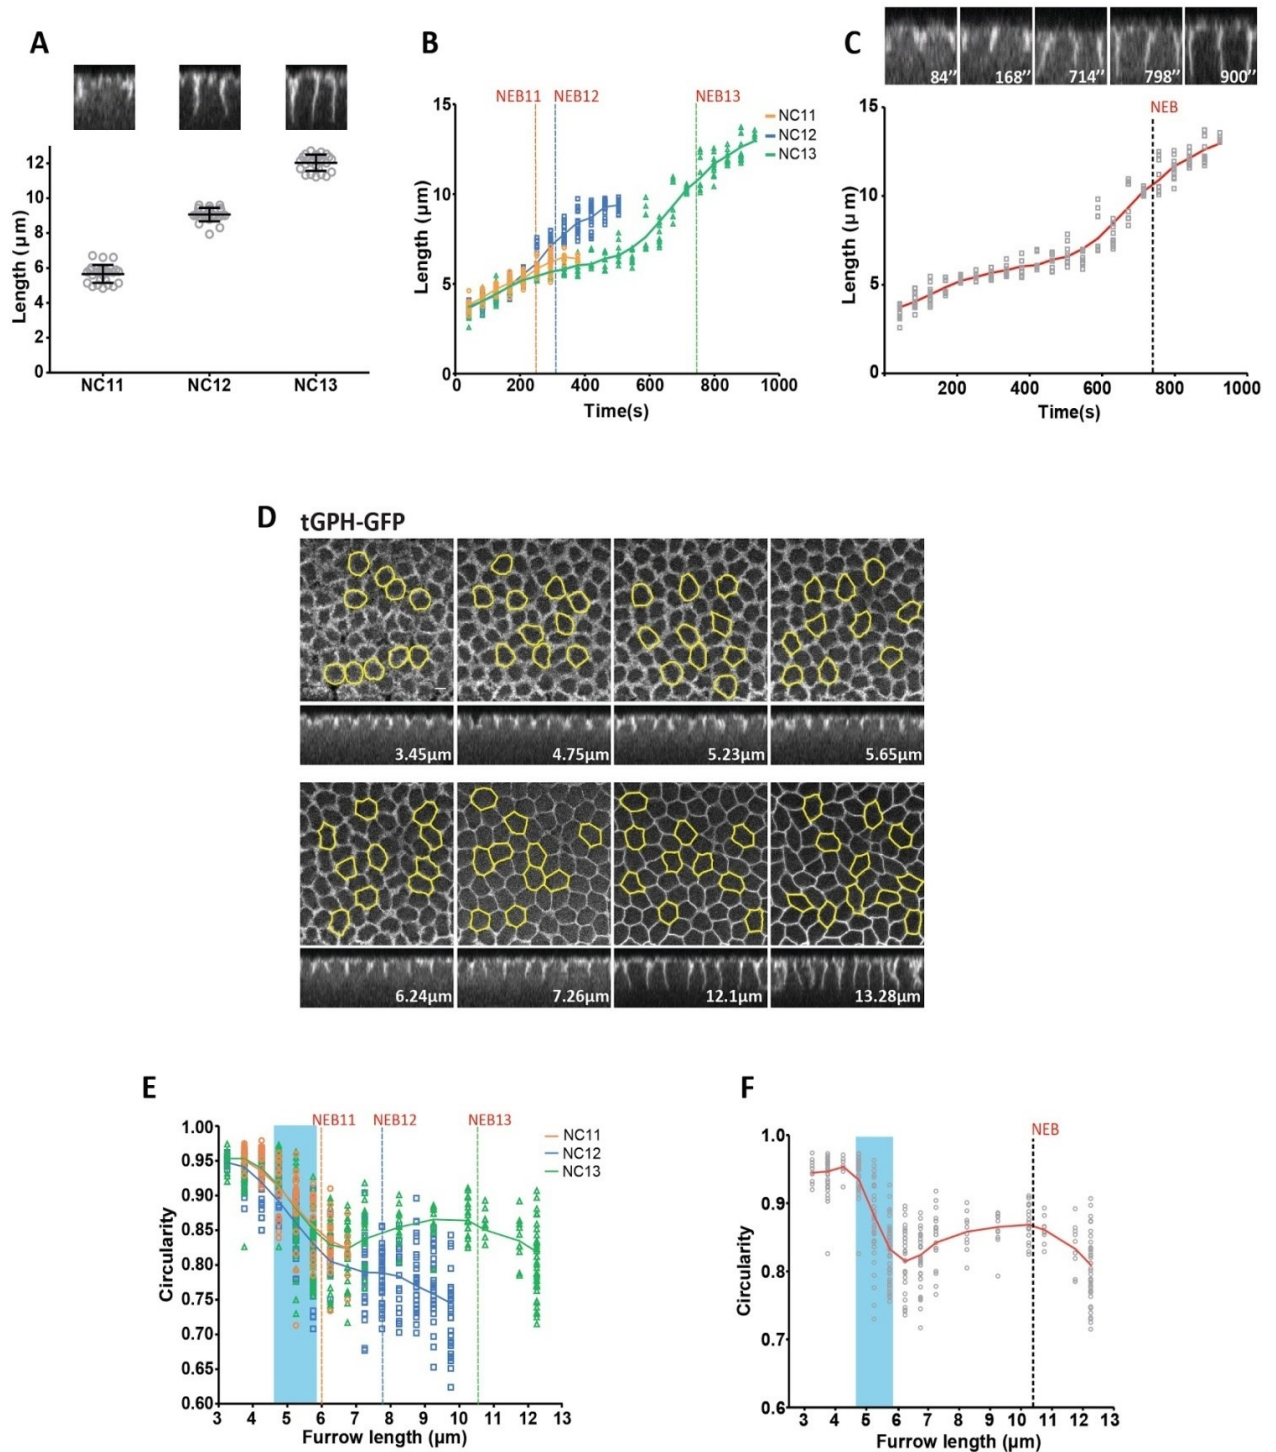 A
Length (μm)
12
10
8
6
4
2
0
NC11 NC12 NC13
B
NEB11 NEB12 NEB13
NC11
NC12
NC13
Length (μm)
15
10
5
0
0 200 400 600 800 1000
Time(s)
C
84″ 168″ 714″ 798″ 900″
NEB
Length (μ m)
15
10
5
0
200 400 600 800 1000
Time(s)
D
tGPH-GFP
3.45μm 4.75μm 5.23μm 5.65μm
6.24μm 7.26μm 12.1μm 13.28μm
E
NEB11 NEB12 NEB13
NC11
NC12
NC13
Circularity
1.00
0.95
0.90
0.85
0.80
0.75
0.70
0.65
0.60
3 4 5 6 7 8 9 10 11 12 13
Furrow length (μm)
F
NEB
Circularity
1.0
0.9
0.8
0.7
0.6
3 4 5 6 7 8 9 10 11 12 13
Furrow length (μm)